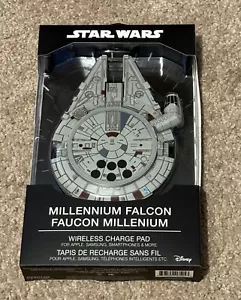 STAR WARS
MILLENNIUM FALCON
FAUCON MILLENIUM
WIRELESS CHARGE PAD
FOR APPLE, SAMSUNG, SMARTPHONES & MORE
TAPIS DE RECHARGE SANS FIL
POUR APPLE, SAMSUNG, TÉLÉPHONES INTELLIGENTS ETC.
Disney